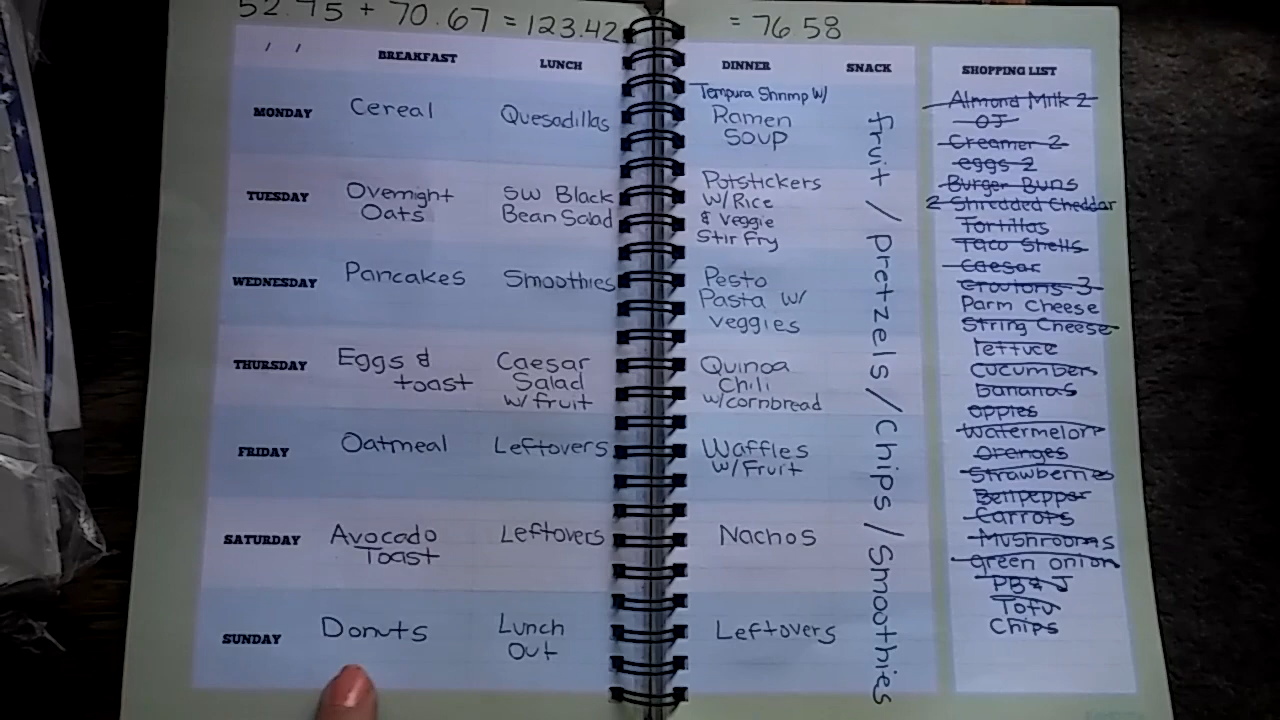 52.75 + 70.67 = 123.42
= 76 58
BREAKFAST
LUNCH
DINNER
SNACK
SHOPPING LIST
MONDAY
Cereal
Quesadillas
Tempura Shrimp W/
Ramen
Soup
TUESDAY
Overnight
Oats
SW Black
Bean Salad
Potstickers
W/Rice
& Veggie
Stir Fry
WEDNESDAY
Pancakes
Smoothies
Pesto
Pasta W/
Veggies
THURSDAY
Eggs &
toast
Caesar
Salad
w/fruit
Quinoa
Chili
w/cornbread
FRIDAY
Oatmeal
Leftovers
Waffles
W/Fruit
SATURDAY
Avocado
Toast
Leftovers
Nachos
SUNDAY
Donuts
Lunch
Out
Leftovers
fruit / pretzels / Chips / Smoothies
Almond Milk 2
OJ
Creamer 2
eggs 2
Burger Buns
2 Shredded Cheddar
Tortillas
Taco Shells
Caesar
Croutons 3
Parm Cheese
String Cheese
lettuce
Cucumbers
Bananas
apples
Watermelon
Oranges
Strawberries
Bellpepper
Carrots
Mushrooms
green onion
PB & J
Tofu
Chips